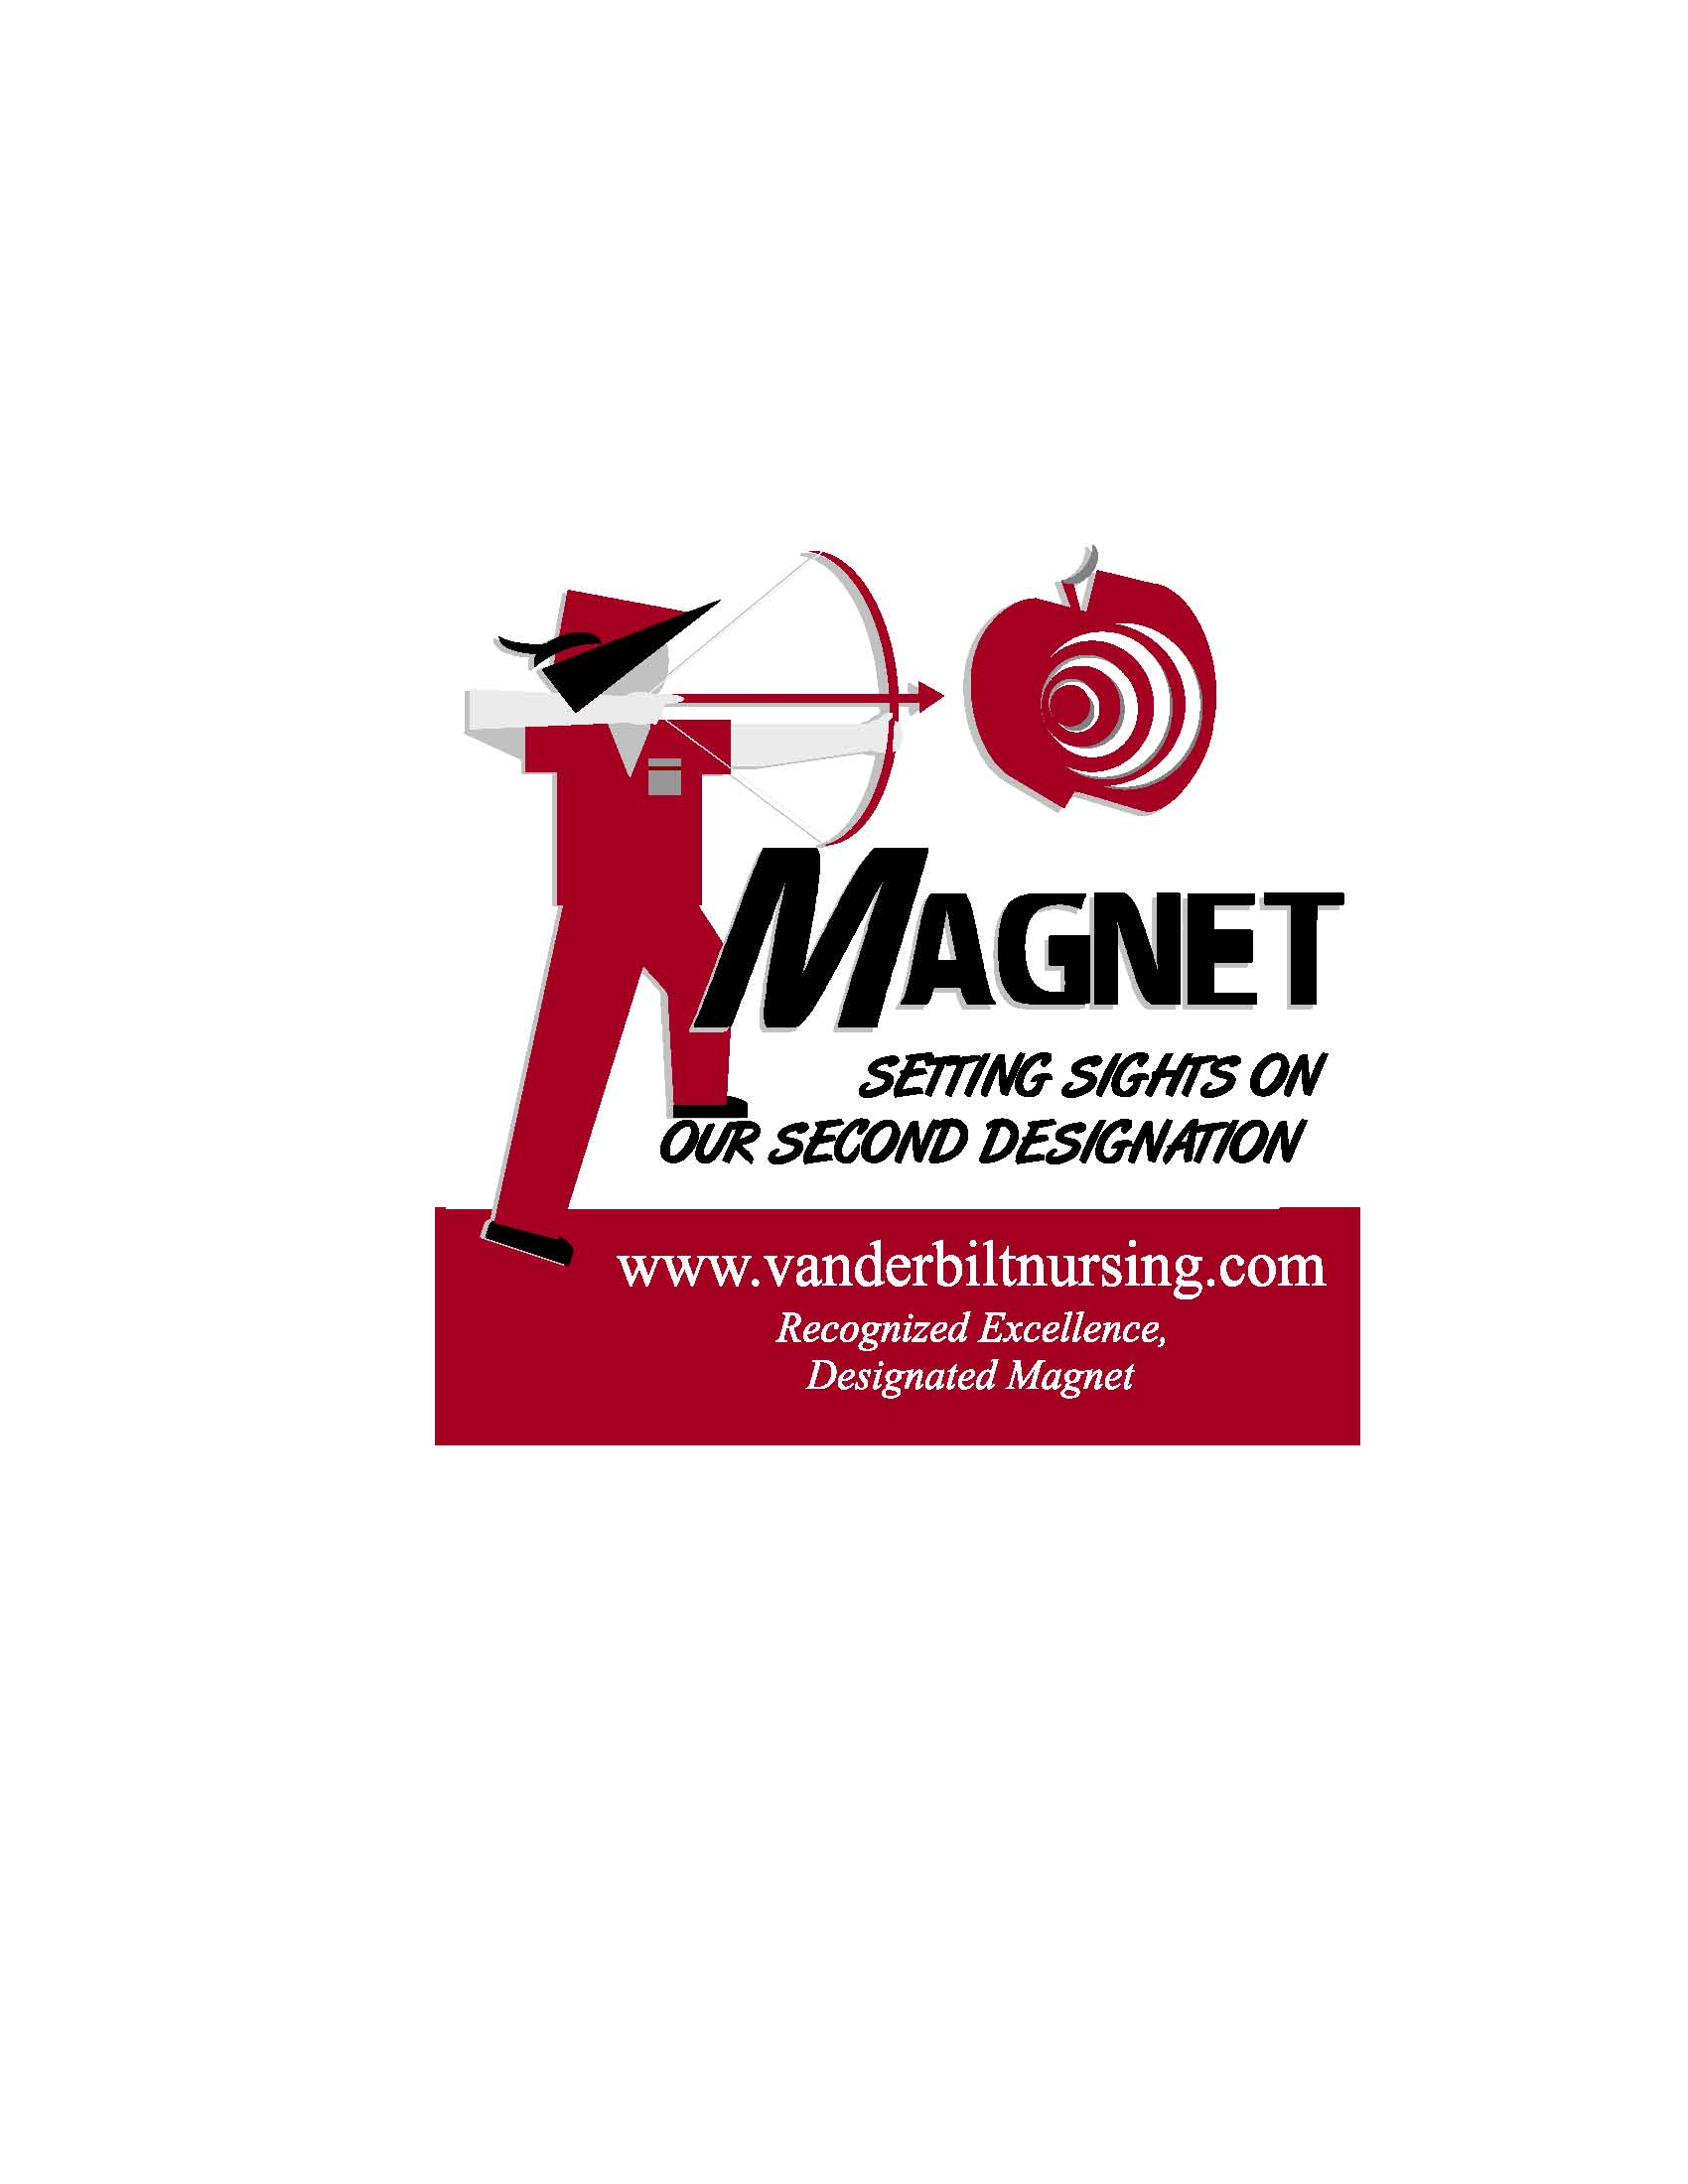 MAGNET
SETTING SIGHTS ON
OUR SECOND DESIGNATION
www.vanderbiltnursing.com
Recognized Excellence,
Designated Magnet